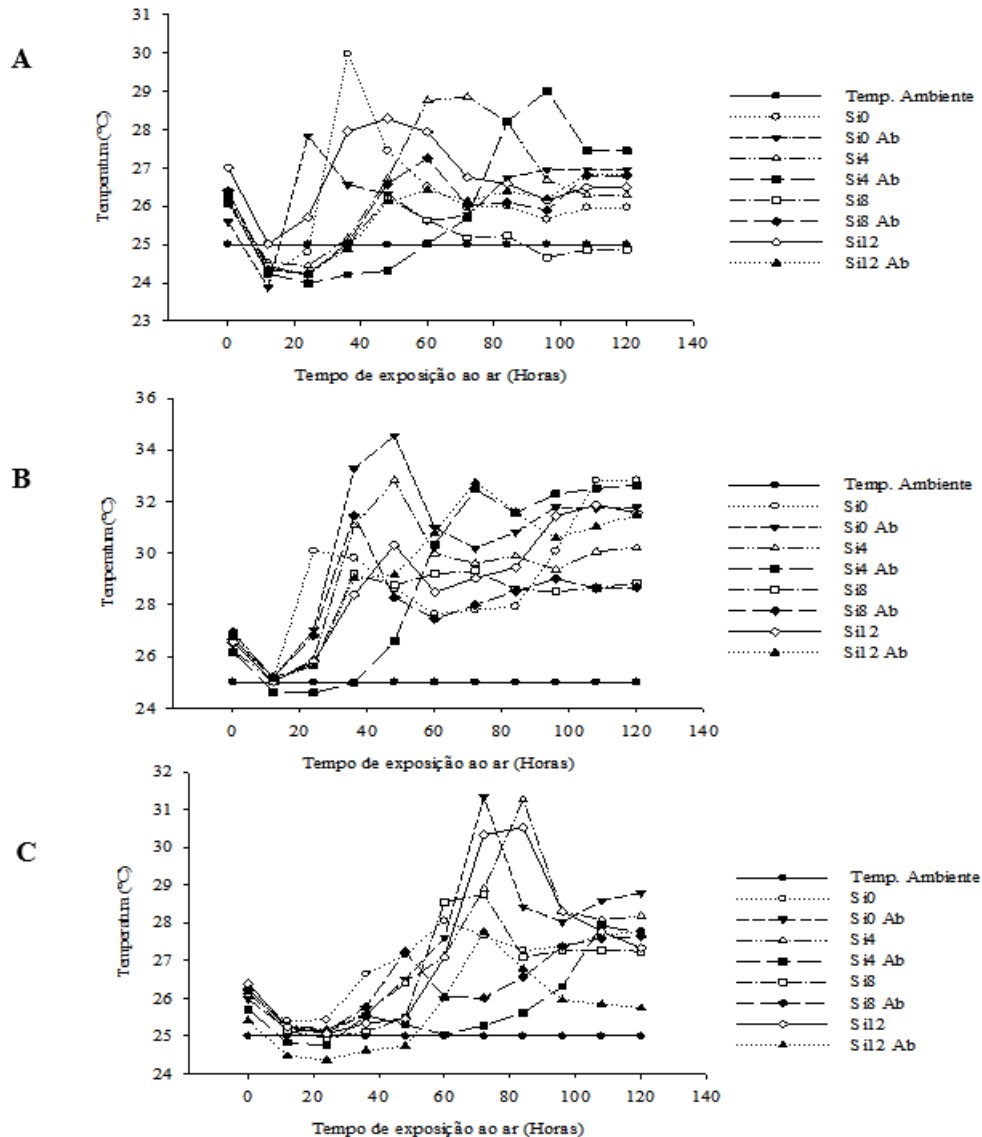 A
31
30
29
28
27
26
25
24
23
Temperatura (ºC)
0 20 40 60 80 100 120 140
Tempo de exposição ao ar (Horas)
Temp. Ambiente
Si0
Si0 Ab
Si4
Si4 Ab
Si8
Si8 Ab
Si12
Si12 Ab
B
36
34
32
30
28
26
24
Temperatura (ºC)
0 20 40 60 80 100 120 140
Tempo de exposição ao ar (Horas)
Temp. Ambiente
Si0
Si0 Ab
Si4
Si4 Ab
Si8
Si8 Ab
Si12
Si12 Ab
C
32
31
30
29
28
27
26
25
24
Temperatura (ºC)
0 20 40 60 80 100 120 140
Tempo de exposição ao ar (Horas)
Temp. Ambiente
Si0
Si0 Ab
Si4
Si4 Ab
Si8
Si8 Ab
Si12
Si12 Ab